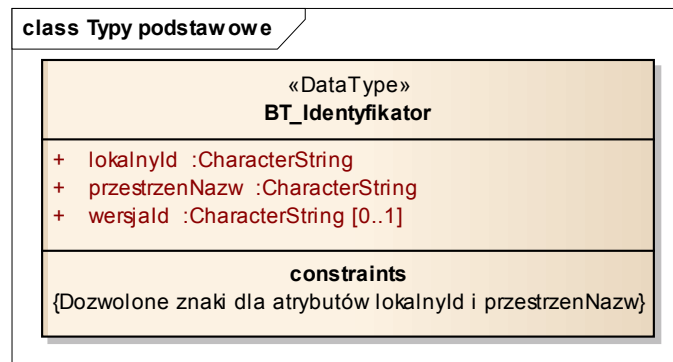 class Typy podstawowe
«DataType»
BT_Identyfikator
+ lokalnyId :CharacterString
+ przestrzenNazw :CharacterString
+ wersjaId :CharacterString [0..1]
constraints
{Dozwolone znaki dla atrybutów lokalnyId i przestrzenNazw}